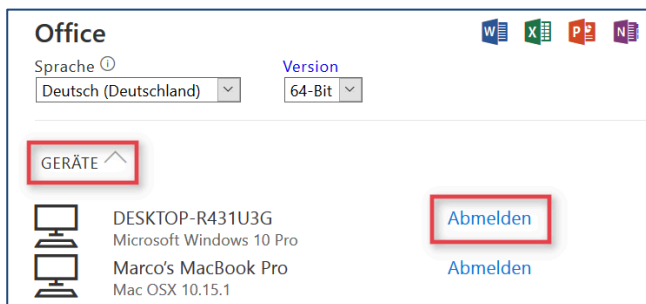 Office
Sprache
Version
Deutsch (Deutschland)
64-Bit
GERÄTE
DESKTOP-R431U3G
Abmelden
Microsoft Windows 10 Pro
Marco's MacBook Pro
Abmelden
Mac OSX 10.15.1